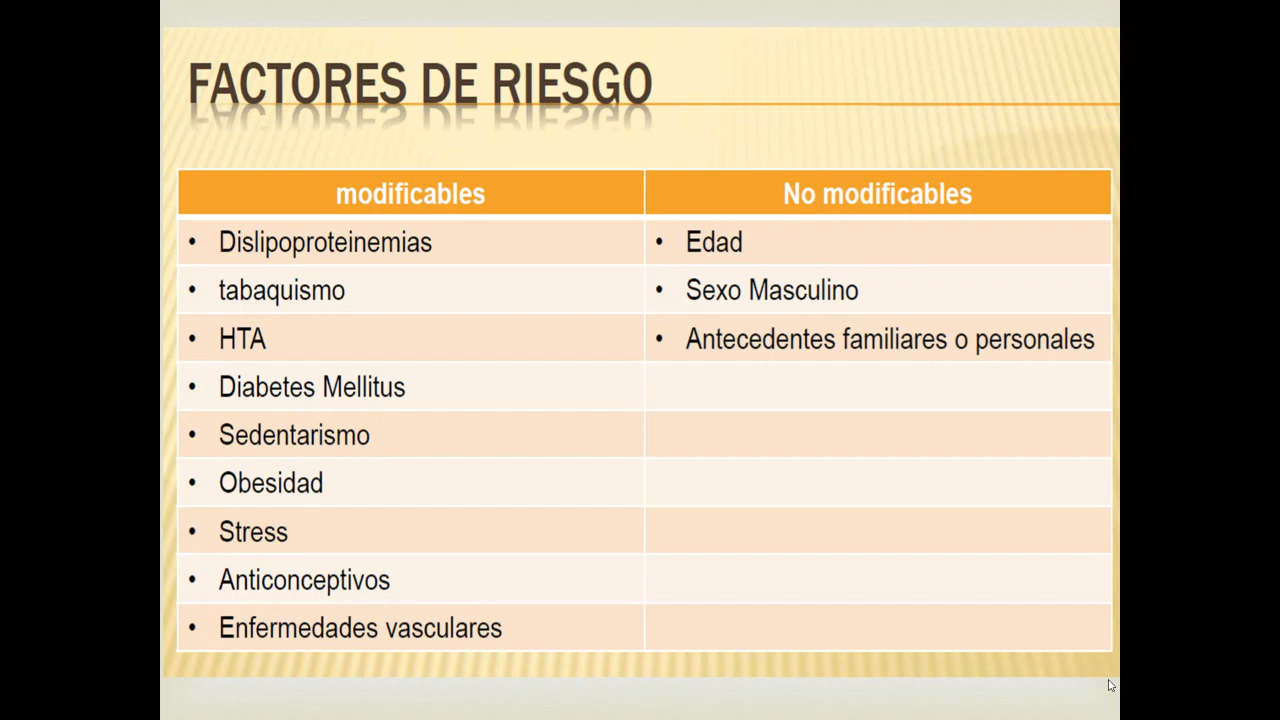 FACTORES DE RIESGO
modificables No modificables
• Dislipoproteinemias • Edad
• tabaquismo • Sexo Masculino
• HTA • Antecedentes familiares o personales
• Diabetes Mellitus
• Sedentarismo
• Obesidad
• Stress
• Anticonceptivos
• Enfermedades vasculares